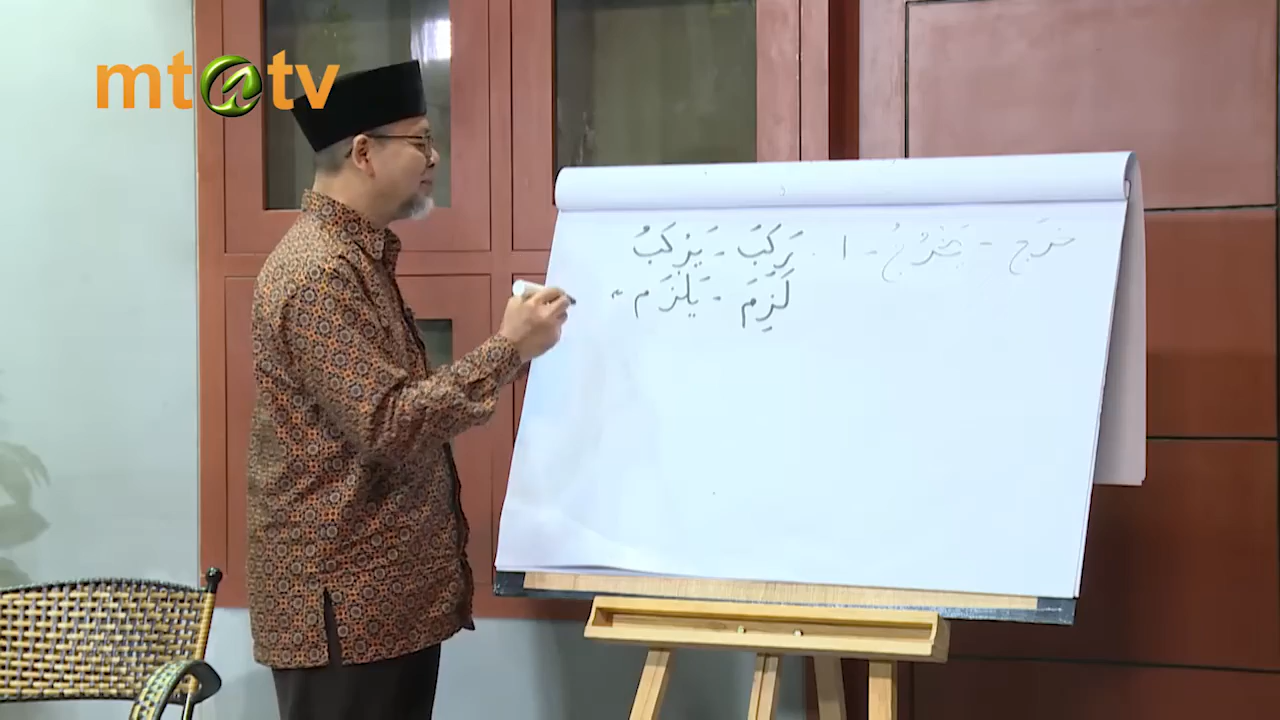 mt@tv
خَرَجَ - يَخْرُجُ - ١ . رَكَبَ - يَرْكَبُ
لَزِمَ - يَلْزَم -